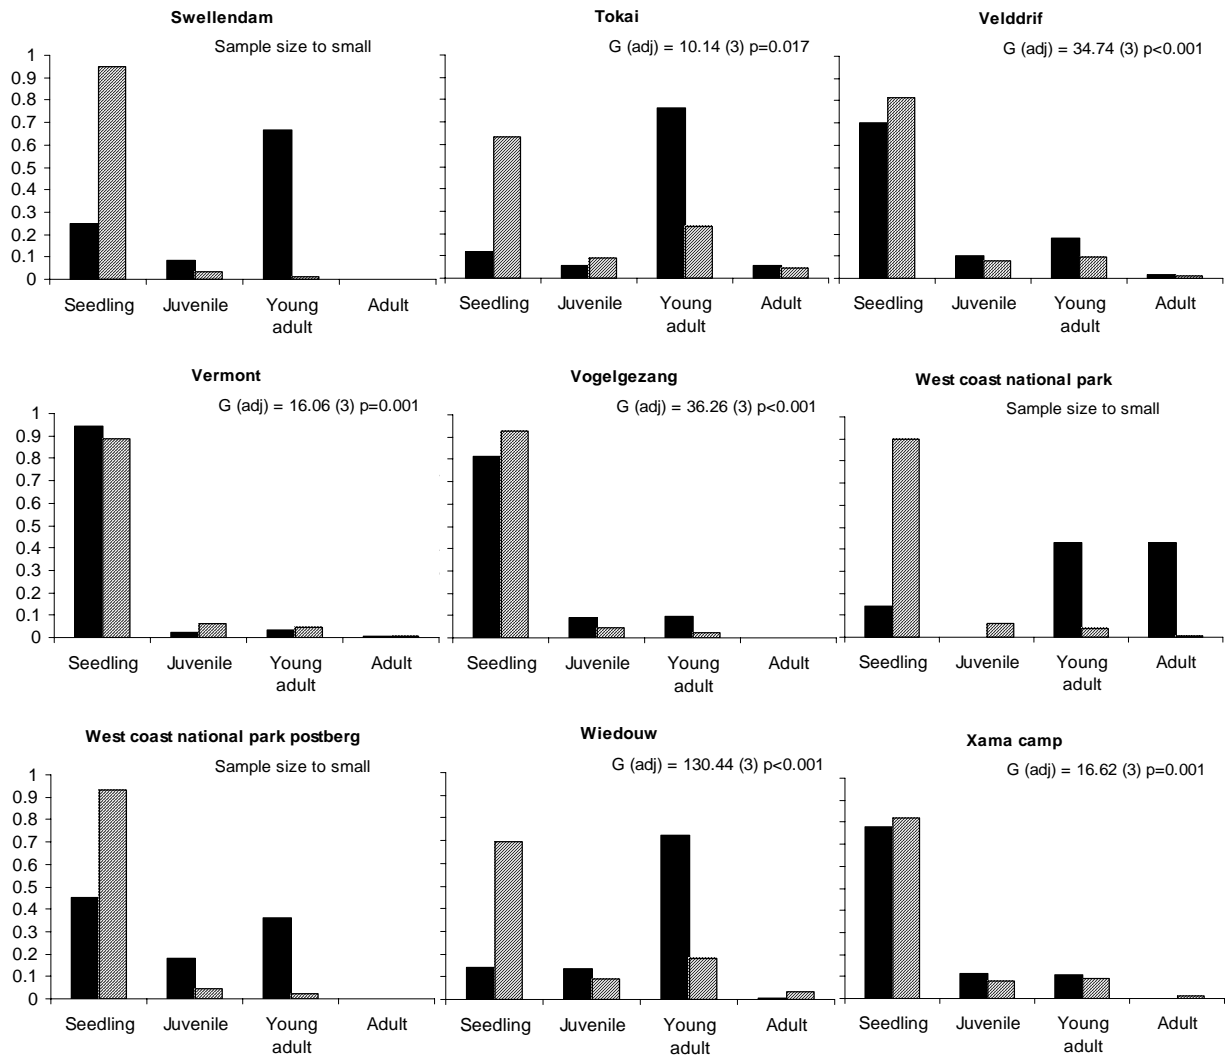 Swellendam
Sample size to small
1
0.9
0.8
0.7
0.6
0.5
0.4
0.3
0.2
0.1
0
Seedling Juvenile Young adult Adult
Tokai
G (adj) = 10.14 (3) p=0.017
Seedling Juvenile Young adult Adult
Velddrif
G (adj) = 34.74 (3) p<0.001
Seedling Juvenile Young adult Adult
Vermont
G (adj) = 16.06 (3) p=0.001
1
0.9
0.8
0.7
0.6
0.5
0.4
0.3
0.2
0.1
0
Seedling Juvenile Young adult Adult
Vogelgezang
G (adj) = 36.26 (3) p<0.001
Seedling Juvenile Young adult Adult
West coast national park
Sample size to small
Seedling Juvenile Young adult Adult
West coast national park postberg
Sample size to small
1
0.9
0.8
0.7
0.6
0.5
0.4
0.3
0.2
0.1
0
Seedling Juvenile Young adult Adult
Wiedouw
G (adj) = 130.44 (3) p<0.001
Seedling Juvenile Young adult Adult
Xama camp
G (adj) = 16.62 (3) p=0.001
Seedling Juvenile Young adult Adult